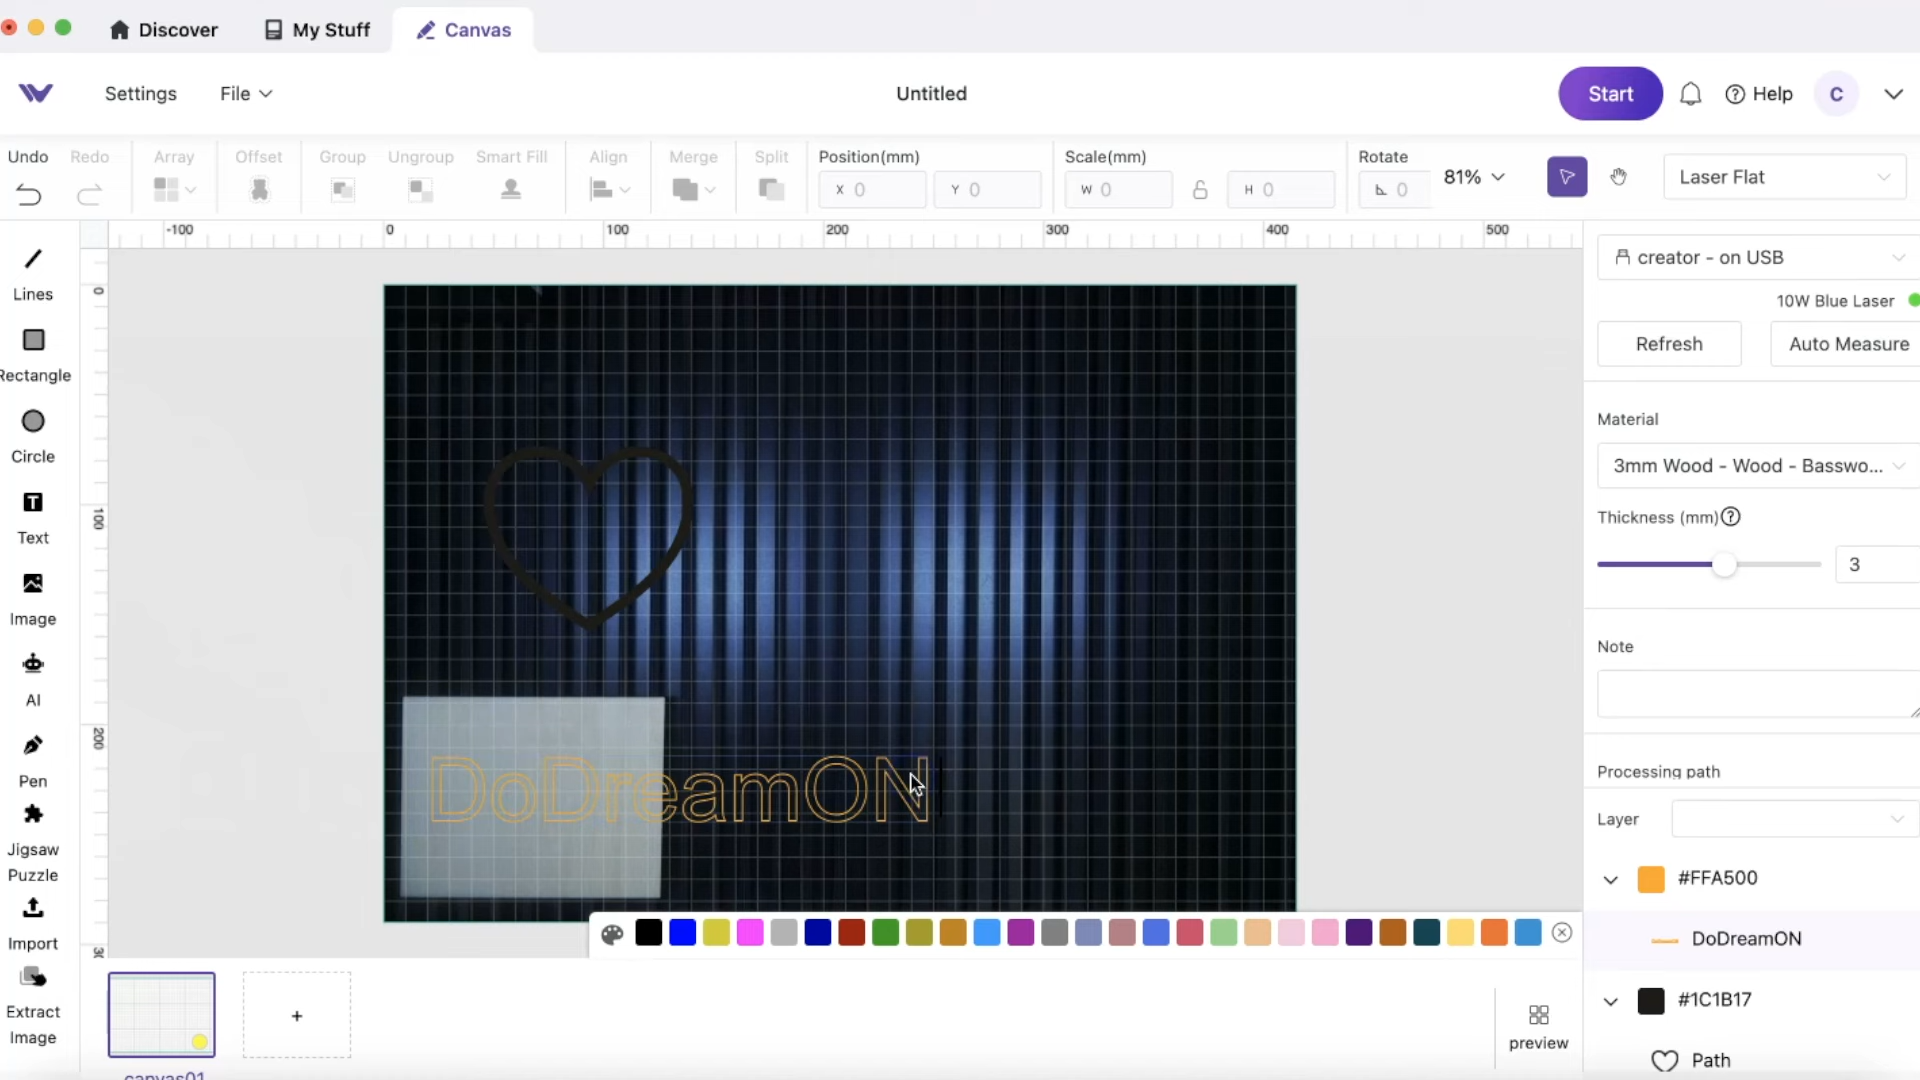 Discover
My Stuff
Canvas
Settings
File
Untitled
Start
Help
C
Undo
Redo
Array
Offset
Group
Ungroup
Smart Fill
Align
Merge
Split
Position(mm)
X 0
Y 0
Scale(mm)
W 0
H 0
Rotate
0
81%
Laser Flat
-100
0
100
200
300
400
500
0
100
200
Lines
Rectangle
Circle
Text
Image
AI
Pen
Jigsaw
Puzzle
Import
Extract
Image
DoDreamON
creator - on USB
10W Blue Laser
Refresh
Auto Measure
Material
3mm Wood - Wood - Basswo...
Thickness (mm)
3
Note
Processing path
Layer
#FFA500
DoDreamON
#1C1B17
Path
+
canvas01
preview